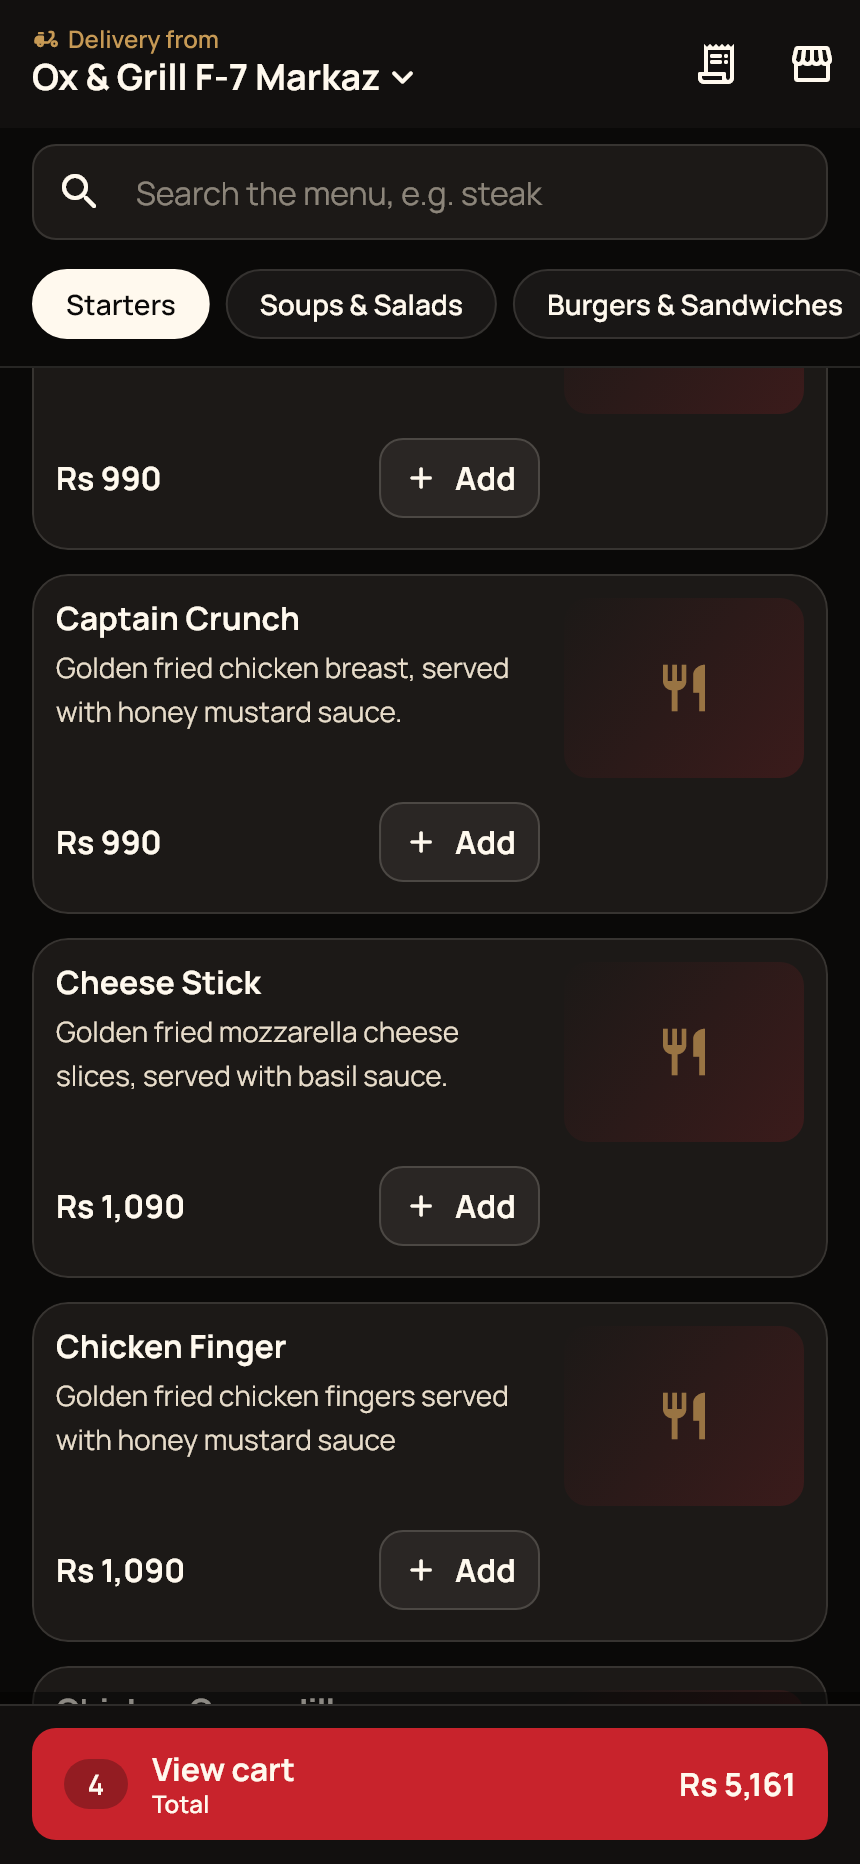 Delivery from
Ox & Grill F-7 Markaz
Search the menu, e.g. steak
Starters
Soups & Salads
Burgers & Sandwiches
Rs 990
+ Add
Captain Crunch
Golden fried chicken breast, served
with honey mustard sauce.
Rs 990
+ Add
Cheese Stick
Golden fried mozzarella cheese
slices, served with basil sauce.
Rs 1,090
+ Add
Chicken Finger
Golden fried chicken fingers served
with honey mustard sauce
Rs 1,090
+ Add
4
View cart
Total
Rs 5,161